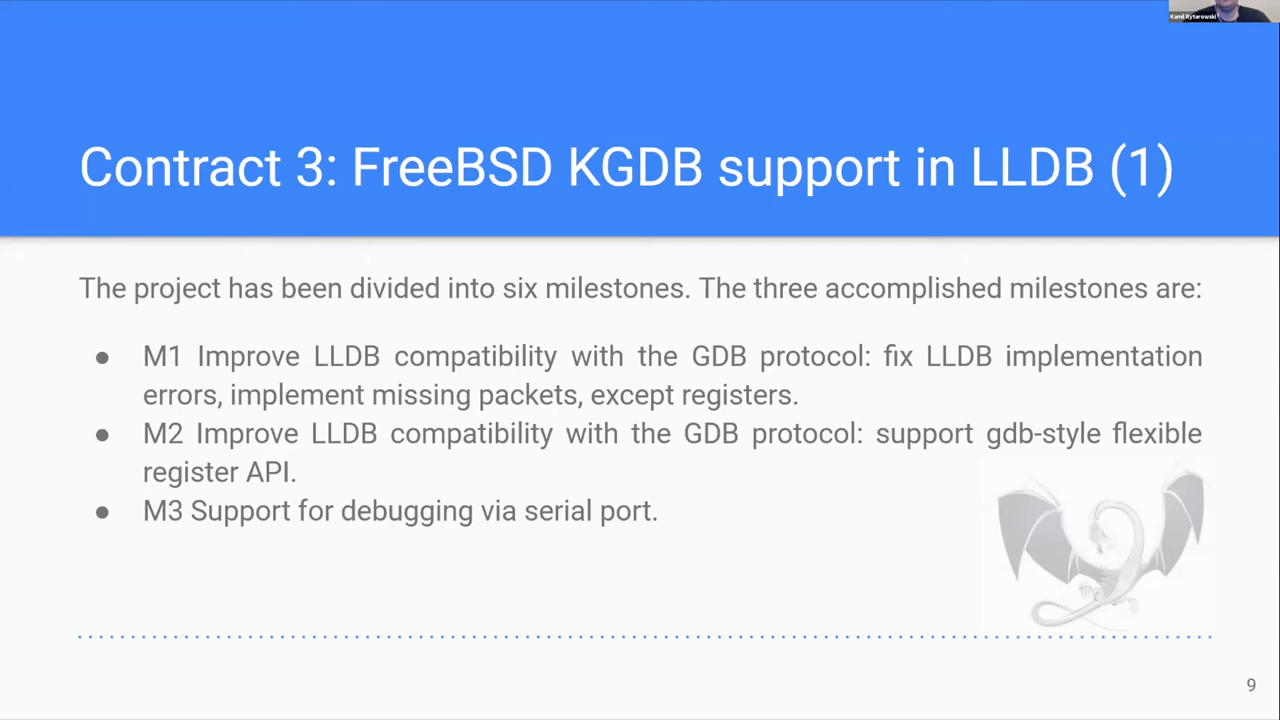 Kamil Rytarowski
Contract 3: FreeBSD KGDB support in LLDB (1)
The project has been divided into six milestones. The three accomplished milestones are:
● M1 Improve LLDB compatibility with the GDB protocol: fix LLDB implementation
errors, implement missing packets, except registers.
● M2 Improve LLDB compatibility with the GDB protocol: support gdb-style flexible
register API.
● M3 Support for debugging via serial port.
9